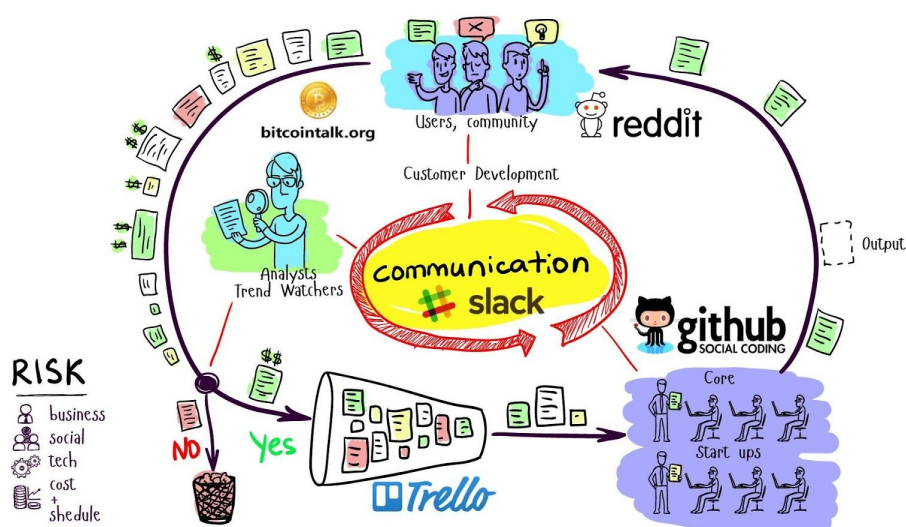 bitcointalk.org
Users, community
reddit
Customer Development
Analysts
Trend Watchers
communication
slack
Output
github
SOCIAL CODING
Core
Start ups
RISK
business
social
tech
cost
+
shedule
$
$$
$
$$
$$
NO
Yes
Trello